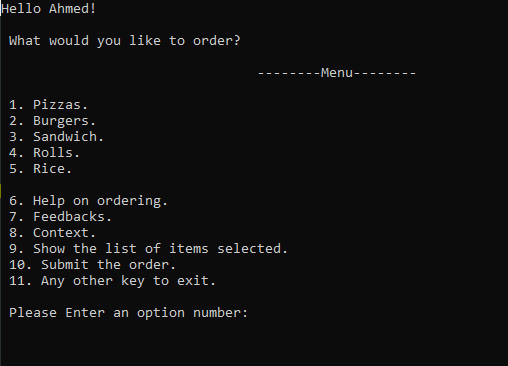 Hello Ahmed!
What would you like to order?
--------Menu--------
1. Pizzas.
2. Burgers.
3. Sandwich.
4. Rolls.
5. Rice.
6. Help on ordering.
7. Feedbacks.
8. Context.
9. Show the list of items selected.
10. Submit the order.
11. Any other key to exit.
Please Enter an option number: